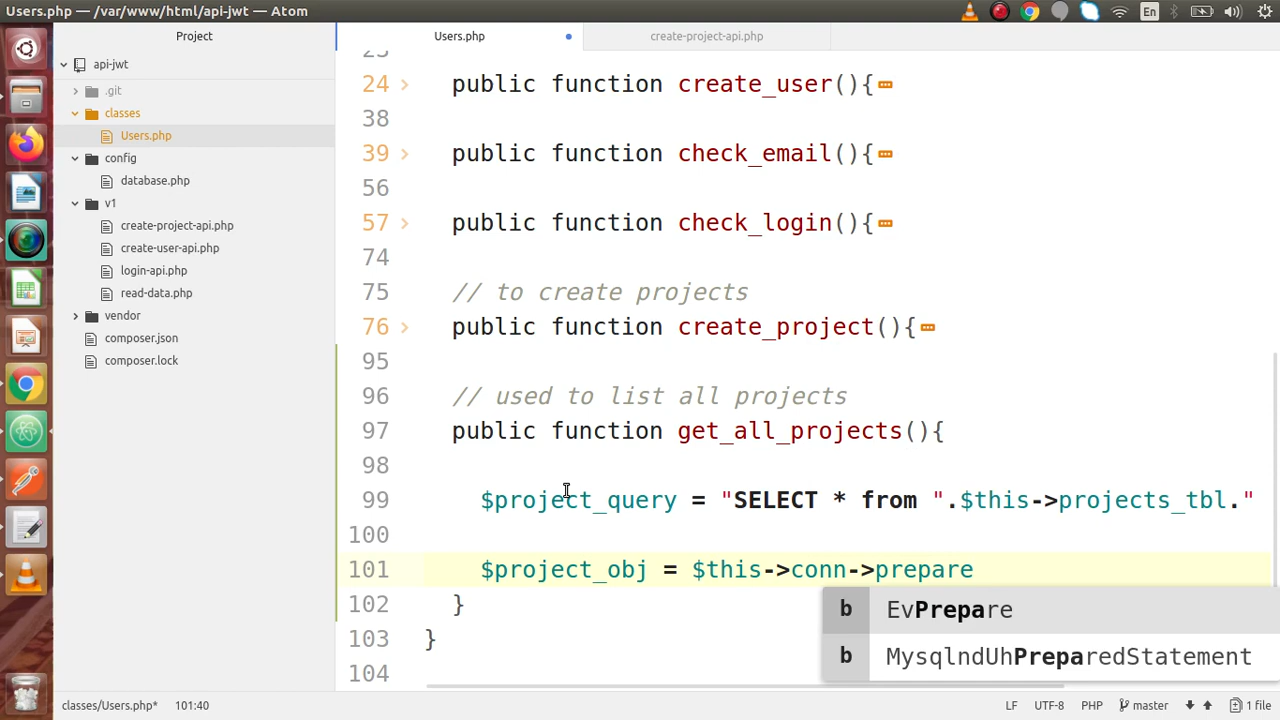 Users.php — /var/www/html/api-jwt — Atom
En
Project
Users.php
create-project-api.php
api-jwt
.git
classes
Users.php
config
database.php
v1
create-project-api.php
create-user-api.php
login-api.php
read-data.php
vendor
composer.json
composer.lock
23
24 public function create_user(){
38
39 public function check_email(){
56
57 public function check_login(){
74
75 // to create projects
76 public function create_project(){
95
96 // used to list all projects
97 public function get_all_projects(){
98
99 $project_query = "SELECT * from ".$this->projects_tbl."
100
101 $project_obj = $this->conn->prepare
102 }
103 }
104
b EvPrepare
b MysqlndUhPreparedStatement
classes/Users.php* 101:40
LF UTF-8 PHP master 1 file